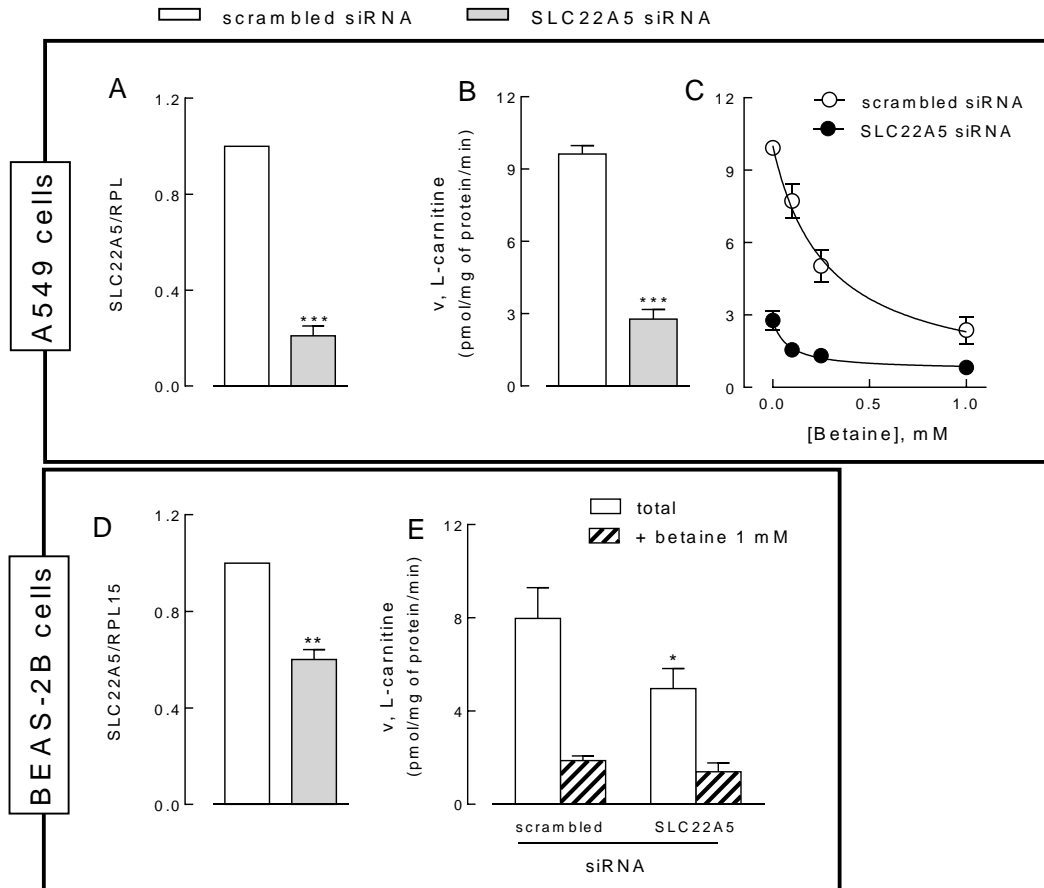 scrambled siRNA
SLC22A5 siRNA
A549 cells
A
SLC22A5/RPL
1.2
0.8
0.4
0.0
***
B
v, L-carnitine
(pmol/mg of protein/min)
12
9
6
3
0
***
C
scrambled siRNA
SLC22A5 siRNA
12
9
6
3
0
0.0 0.5 1.0
[Betaine], mM
BEAS-2B cells
D
SLC22A5/RPL15
1.2
0.8
0.4
0.0
**
E
total
+ betaine 1 mM
v, L-carnitine
(pmol/mg of protein/min)
12
8
4
0
*
scrambled SLC22A5
siRNA